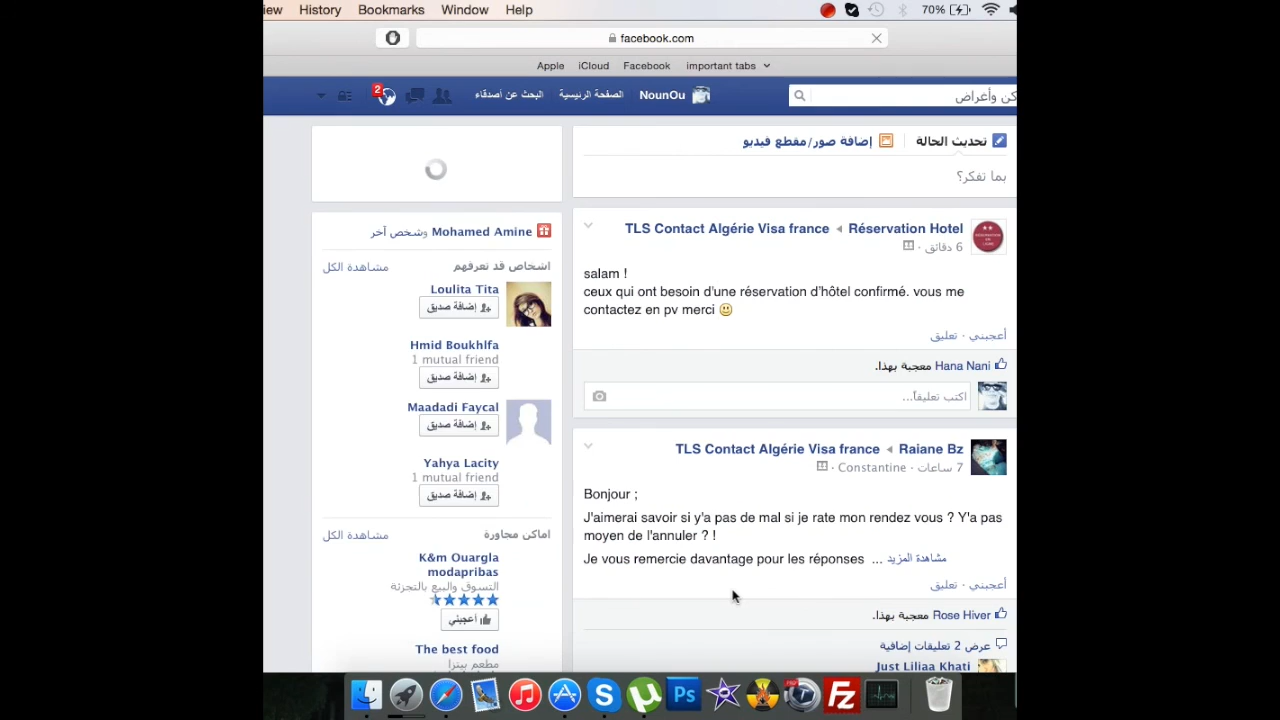 iew History Bookmarks Window Help 70%
facebook.com
Apple iCloud Facebook important tabs
2 البحث عن أصدقاء الصفحة الرئيسية NounOu
كن وأغراض
إضافة صور/مقطع فيديو تحديث الحالة
بما تفكر؟
Mohamed Amine وشخص آخر
مشاهدة الكل اشخاص قد تعرفهم
Loulita Tita
إضافة صديق
Hmid Boukhlfa
1 mutual friend
إضافة صديق
Maadadi Faycal
إضافة صديق
Yahya Lacity
1 mutual friend
إضافة صديق
مشاهدة الكل اماكن مجاورة
K&m Ouargla
modapribas
التسوق والبيع بالتجزئة
أعجبني
The best food
مطعم بيتزا
TLS Contact Algérie Visa france Réservation Hotel
6 دقائق ·
salam !
ceux qui ont besoin d'une réservation d'hôtel confirmé. vous me
contactez en pv merci
أعجبني · تعليق
Hana Nani معجبة بهذا.
اكتب تعليقاً...
TLS Contact Algérie Visa france Raiane Bz
7 ساعات · Constantine ·
Bonjour ;
J'aimerai savoir si y'a pas de mal si je rate mon rendez vous ? Y'a pas
moyen de l'annuler ? !
Je vous remercie davantage pour les réponses ... مشاهدة المزيد
أعجبني · تعليق
Rose Hiver معجبة بهذا.
عرض 2 تعليقات إضافية
Just Liliaa Khati
Ps
PRO
Fz